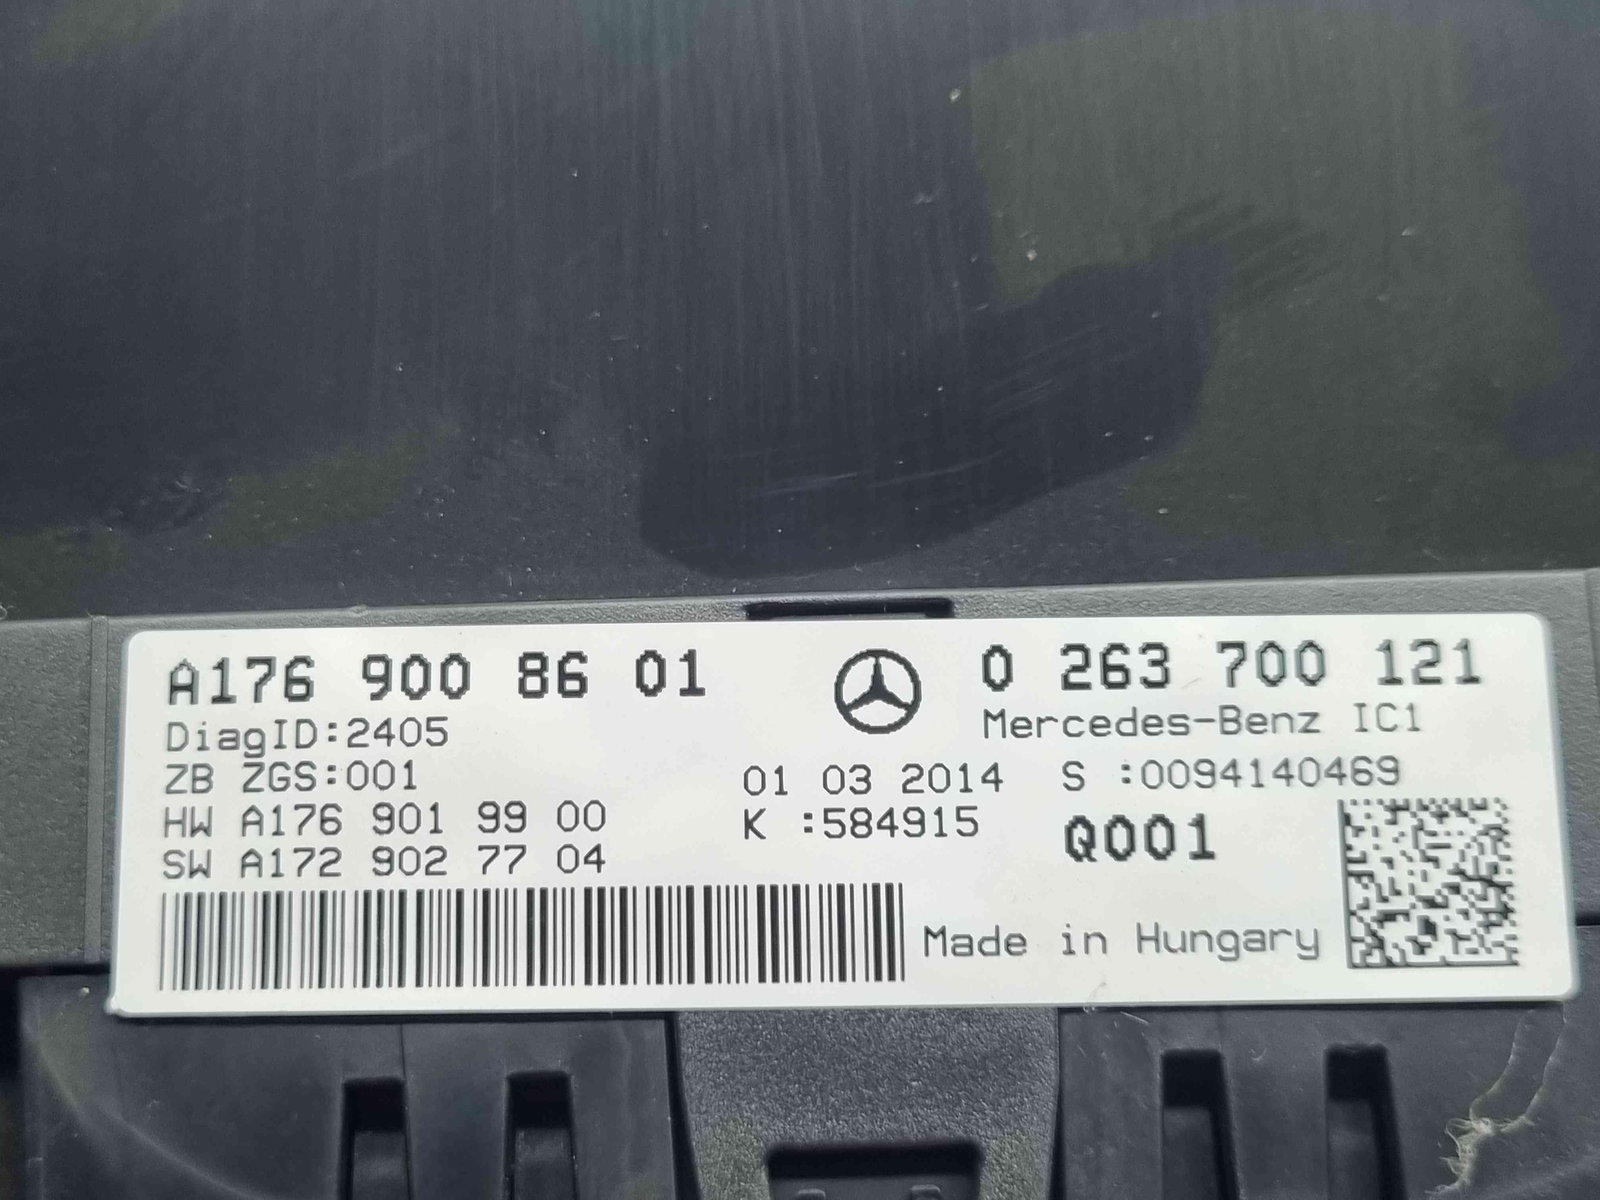 A176 900 86 01
0 263 700 121
DiagID:2405
Mercedes-Benz IC1
ZB ZGS:001
01 03 2014
S :0094140469
HW A176 901 99 00
K :584915
Q001
SW A172 902 77 04
Made in Hungary